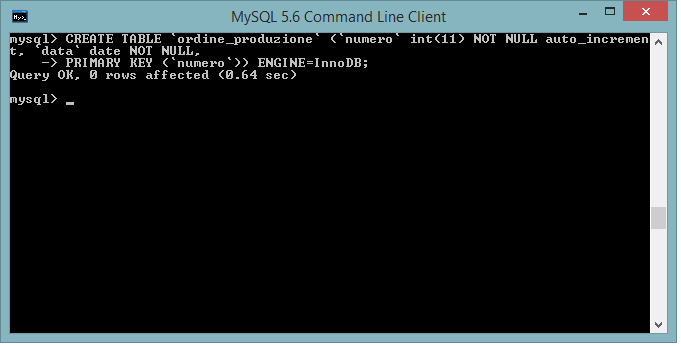 MySQL 5.6 Command Line Client
mysql> CREATE TABLE `ordine_produzione` (`numero` int(11) NOT NULL auto_incremen
t, `data` date NOT NULL,
    -> PRIMARY KEY (`numero`)) ENGINE=InnoDB;
Query OK, 0 rows affected (0.64 sec)
mysql> _